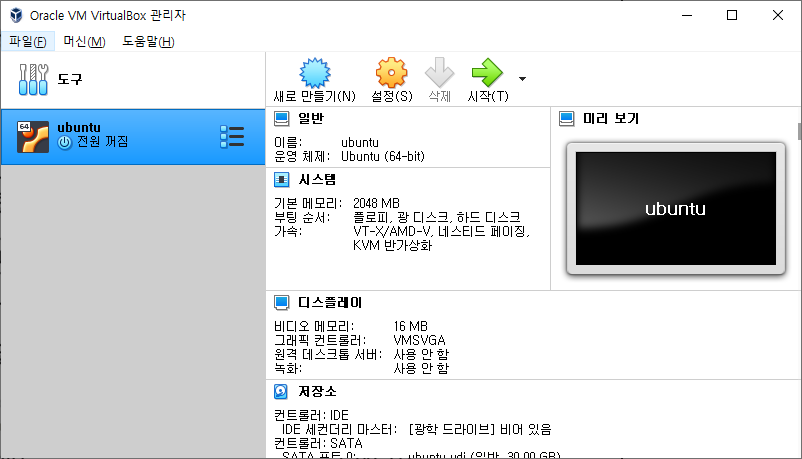 Oracle VM VirtualBox 관리자
파일(F) 머신(M) 도움말(H)
도구
새로 만들기(N) 설정(S) 삭제 시작(T)
64
ubuntu
전원 꺼짐
일반
이름: ubuntu
운영 체제: Ubuntu (64-bit)
시스템
기본 메모리: 2048 MB
부팅 순서: 플로피, 광 디스크, 하드 디스크
가속: VT-X/AMD-V, 네스티드 페이징,
KVM 반가상화
미리 보기
ubuntu
디스플레이
비디오 메모리: 16 MB
그래픽 컨트롤러: VMSVGA
원격 데스크톱 서버: 사용 안 함
녹화: 사용 안 함
저장소
컨트롤러: IDE
IDE 세컨더리 마스터: [광학 드라이브] 비어 있음
컨트롤러: SATA
SATA 포트 0: ubuntu.vdi (일반, 30.00 GB)